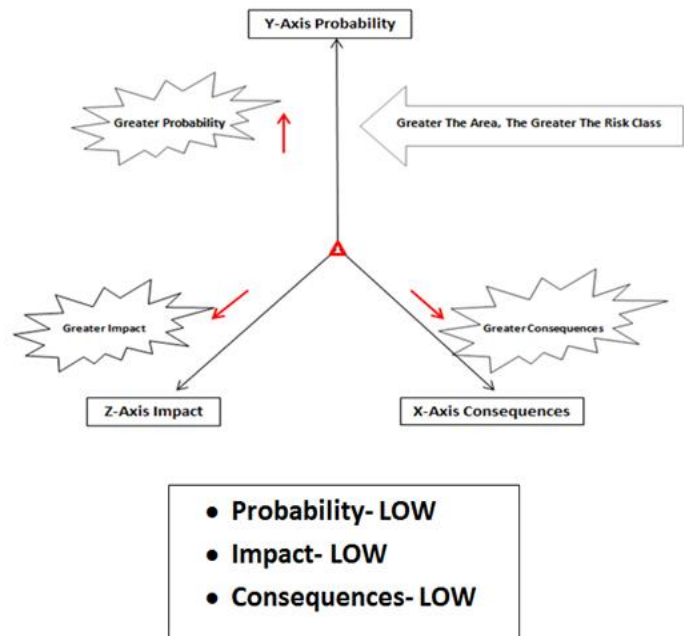 Y-Axis Probability
Greater Probability
Greater The Area, The Greater The Risk Class
Greater Impact
Greater Consequences
Z-Axis Impact
X-Axis Consequences
• Probability- LOW
• Impact- LOW
• Consequences- LOW